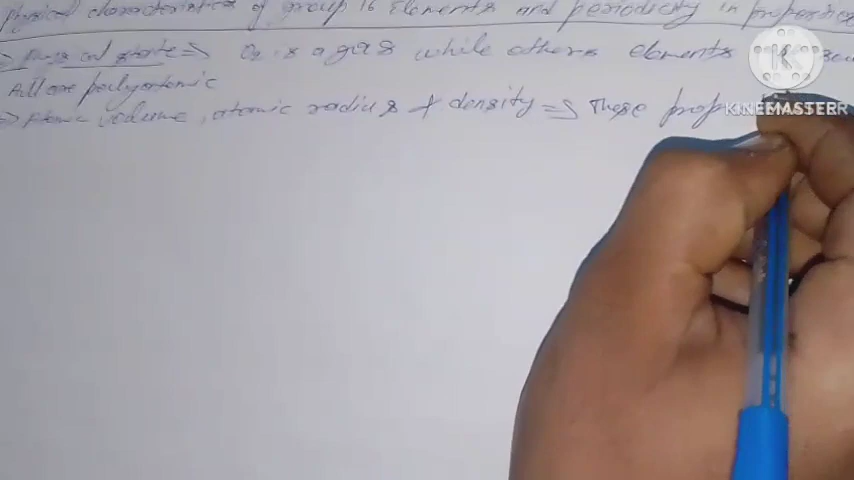 Physical characteristics of group 16 Elements and periodicity in properties
state => O2 is a gas while others elements
All are polyatomic
=> Atomic volume, atomic radius + density => These prop
KINEMASTER